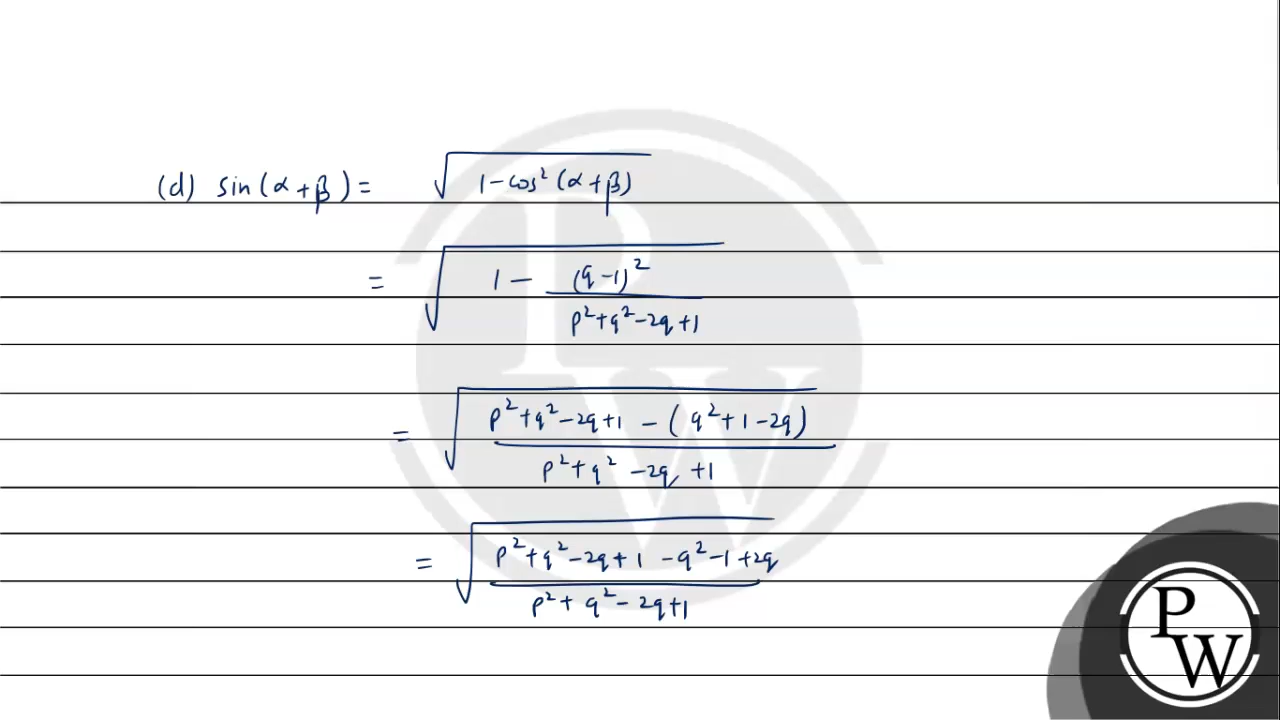 (d) sin(α+β) = √(1-cos²(α+β))
= √(1 - (q-1)²/(p²+q²-2q+1))
= √((p²+q²-2q+1 - (q²+1-2q))/(p²+q²-2q+1))
= √((p²+q²-2q+1-q²-1+2q)/(p²+q²-2q+1))
P
W